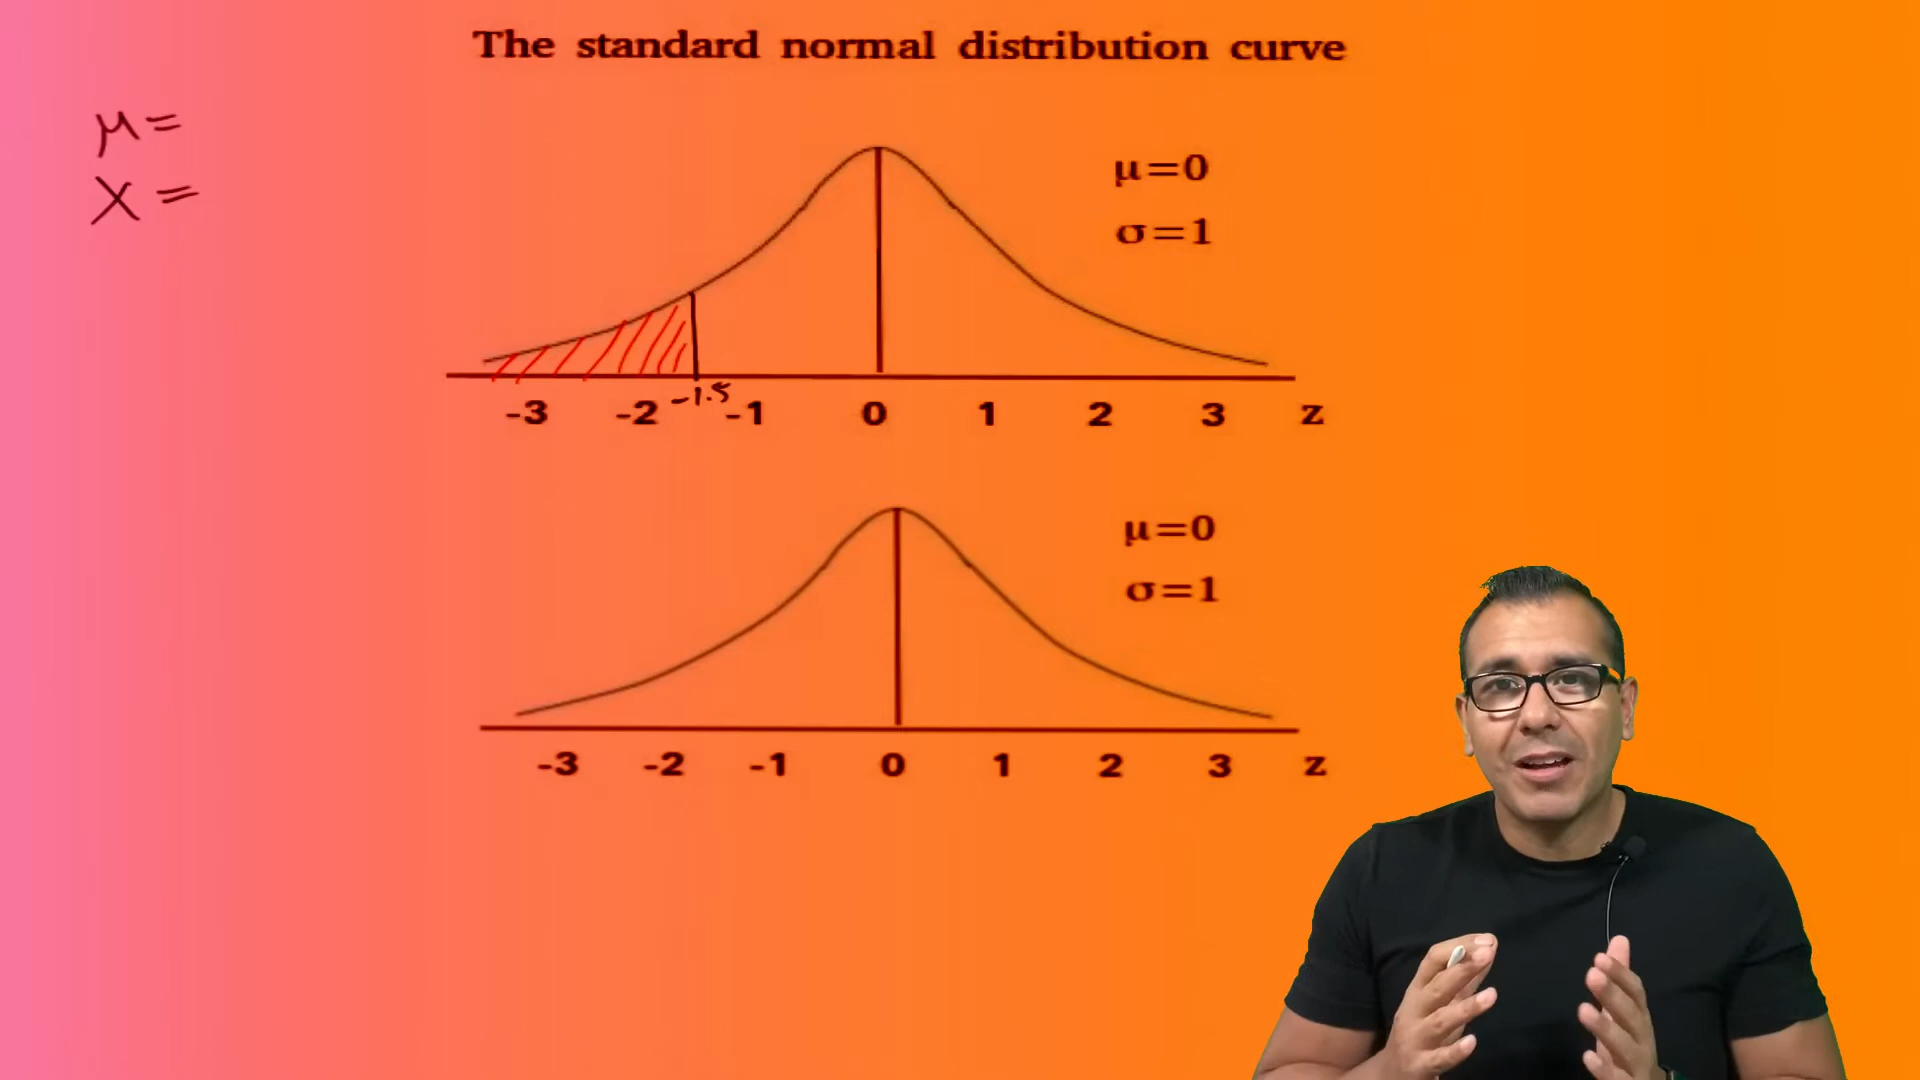 The standard normal distribution curve
μ=
X=
μ=0
σ=1
-1.5
-3 -2 -1 0 1 2 3 z
μ=0
σ=1
-3 -2 -1 0 1 2 3 z